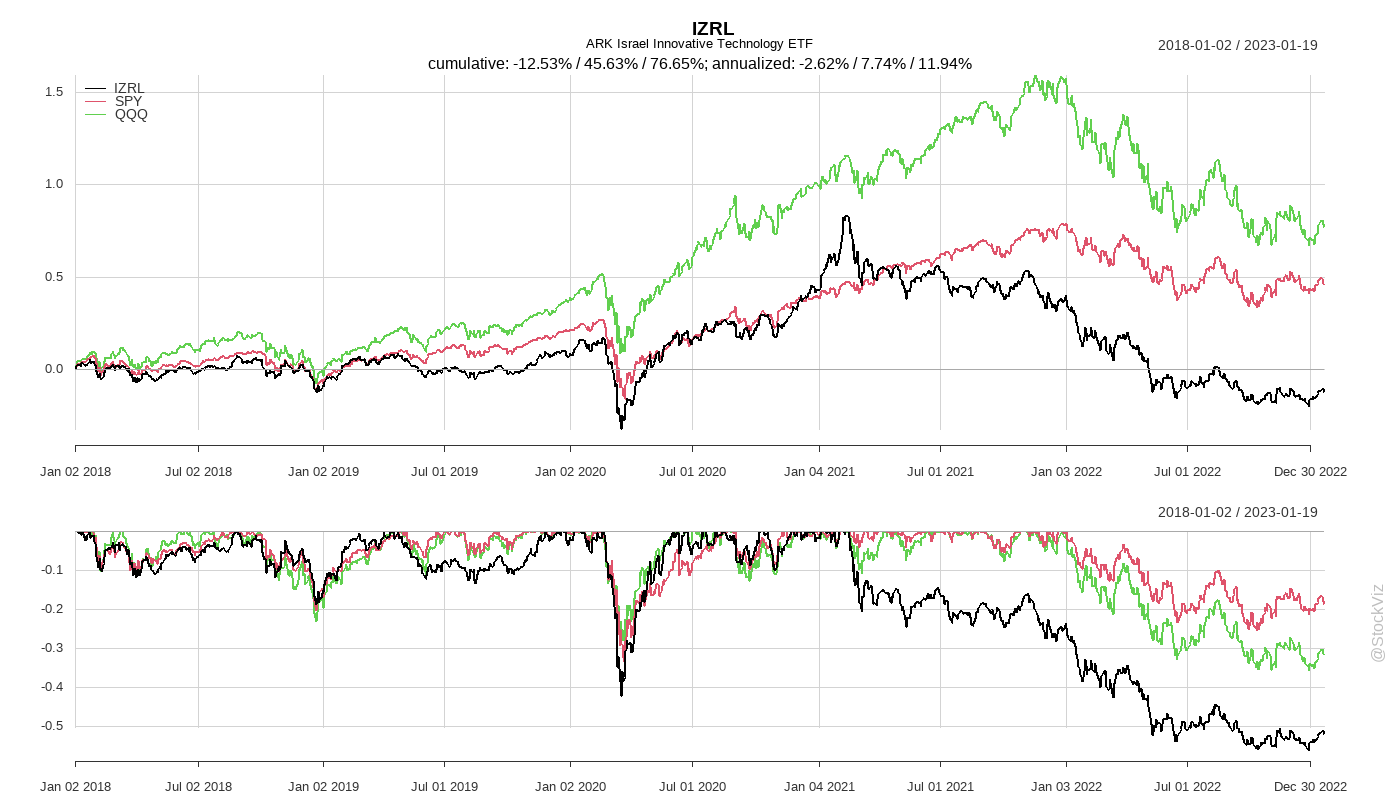 IZRL
ARK Israel Innovative Technology ETF
2018-01-02 / 2023-01-19
cumulative: -12.53% / 45.63% / 76.65%; annualized: -2.62% / 7.74% / 11.94%
IZRL
SPY
QQQ
1.5
1.0
0.5
0.0
Jan 02 2018 Jul 02 2018 Jan 02 2019 Jul 01 2019 Jan 02 2020 Jul 01 2020 Jan 04 2021 Jul 01 2021 Jan 03 2022 Jul 01 2022 Dec 30 2022
2018-01-02 / 2023-01-19
-0.1
-0.2
-0.3
-0.4
-0.5
Jan 02 2018 Jul 02 2018 Jan 02 2019 Jul 01 2019 Jan 02 2020 Jul 01 2020 Jan 04 2021 Jul 01 2021 Jan 03 2022 Jul 01 2022 Dec 30 2022
@StockViz